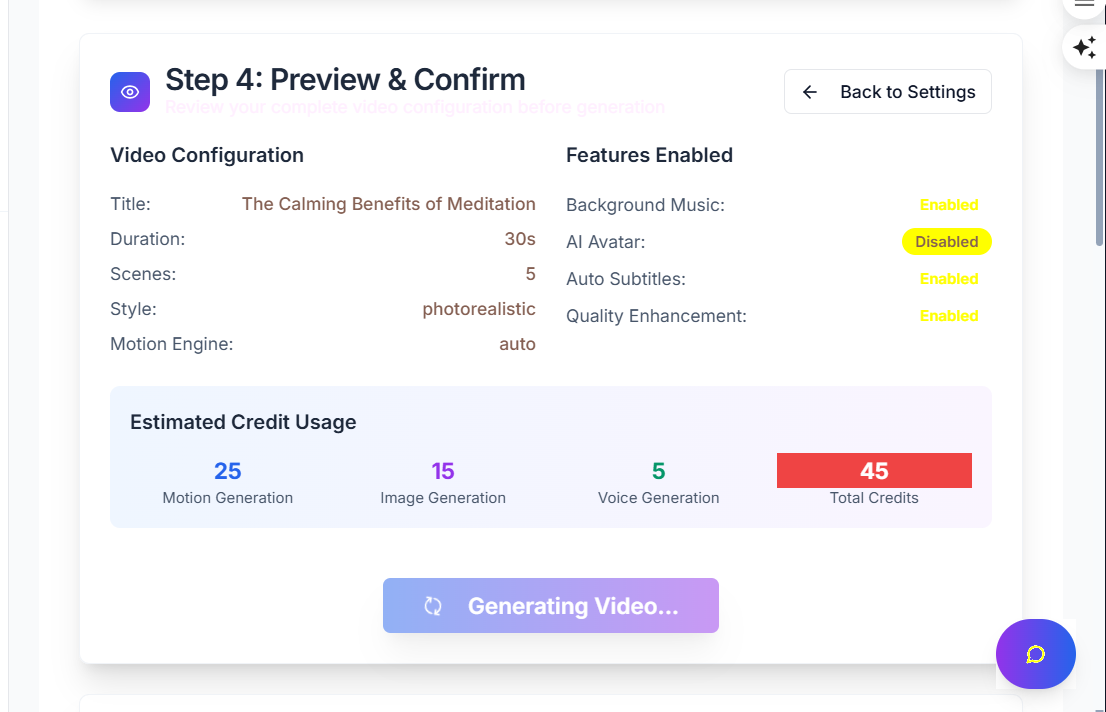 Step 4: Preview & Confirm
Review your complete video configuration before generation
Back to Settings
Video Configuration
Title: The Calming Benefits of Meditation
Duration: 30s
Scenes: 5
Style: photorealistic
Motion Engine: auto
Features Enabled
Background Music: Enabled
AI Avatar: Disabled
Auto Subtitles: Enabled
Quality Enhancement: Enabled
Estimated Credit Usage
25 15 5 45
Motion Generation Image Generation Voice Generation Total Credits
Generating Video...